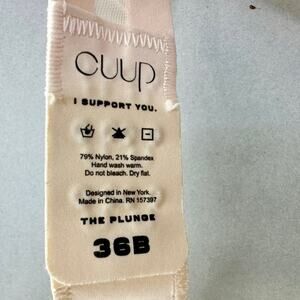 CUUP
I SUPPORT YOU.
79% Nylon, 21% Spandex
Hand wash warm.
Do not bleach. Dry flat.
Designed in New York.
Made in China. RN 157397
THE PLUNGE
36B